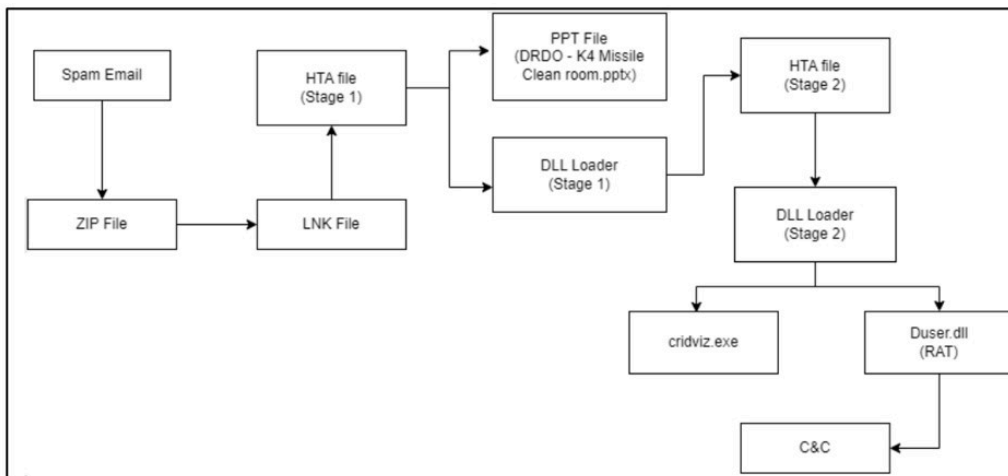 Spam Email
ZIP File
LNK File
HTA file
(Stage 1)
PPT File
(DRDO - K4 Missile
Clean room.pptx)
DLL Loader
(Stage 1)
HTA file
(Stage 2)
DLL Loader
(Stage 2)
cridviz.exe
Duser.dll
(RAT)
C&C